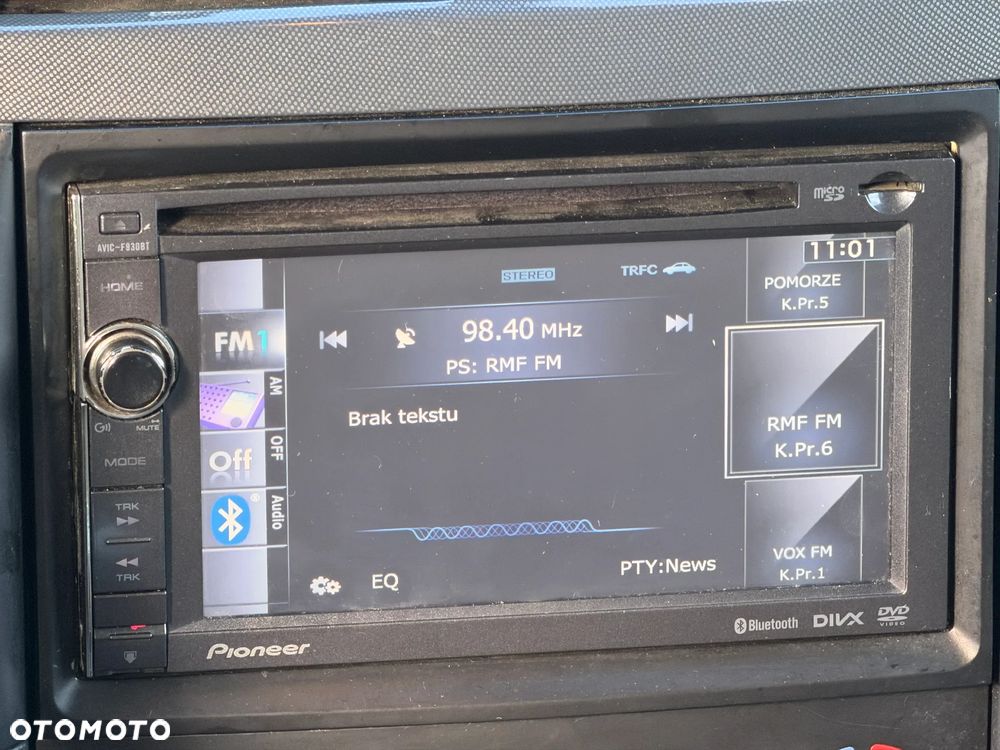 micro SD
AVIC-F930BT
HOME
MUTE
MODE
TRK
TRK
11:01
STEREO
TRFC
POMORZE
K.Pr.5
FM1
98.40 MHz
PS: RMF FM
AM
Brak tekstu
RMF FM
K.Pr.6
Off
OFF
Audio
VOX FM
K.Pr.1
EQ
PTY:News
Pioneer
Bluetooth
DIVX
DVD
VIDEO
OTOMOTO